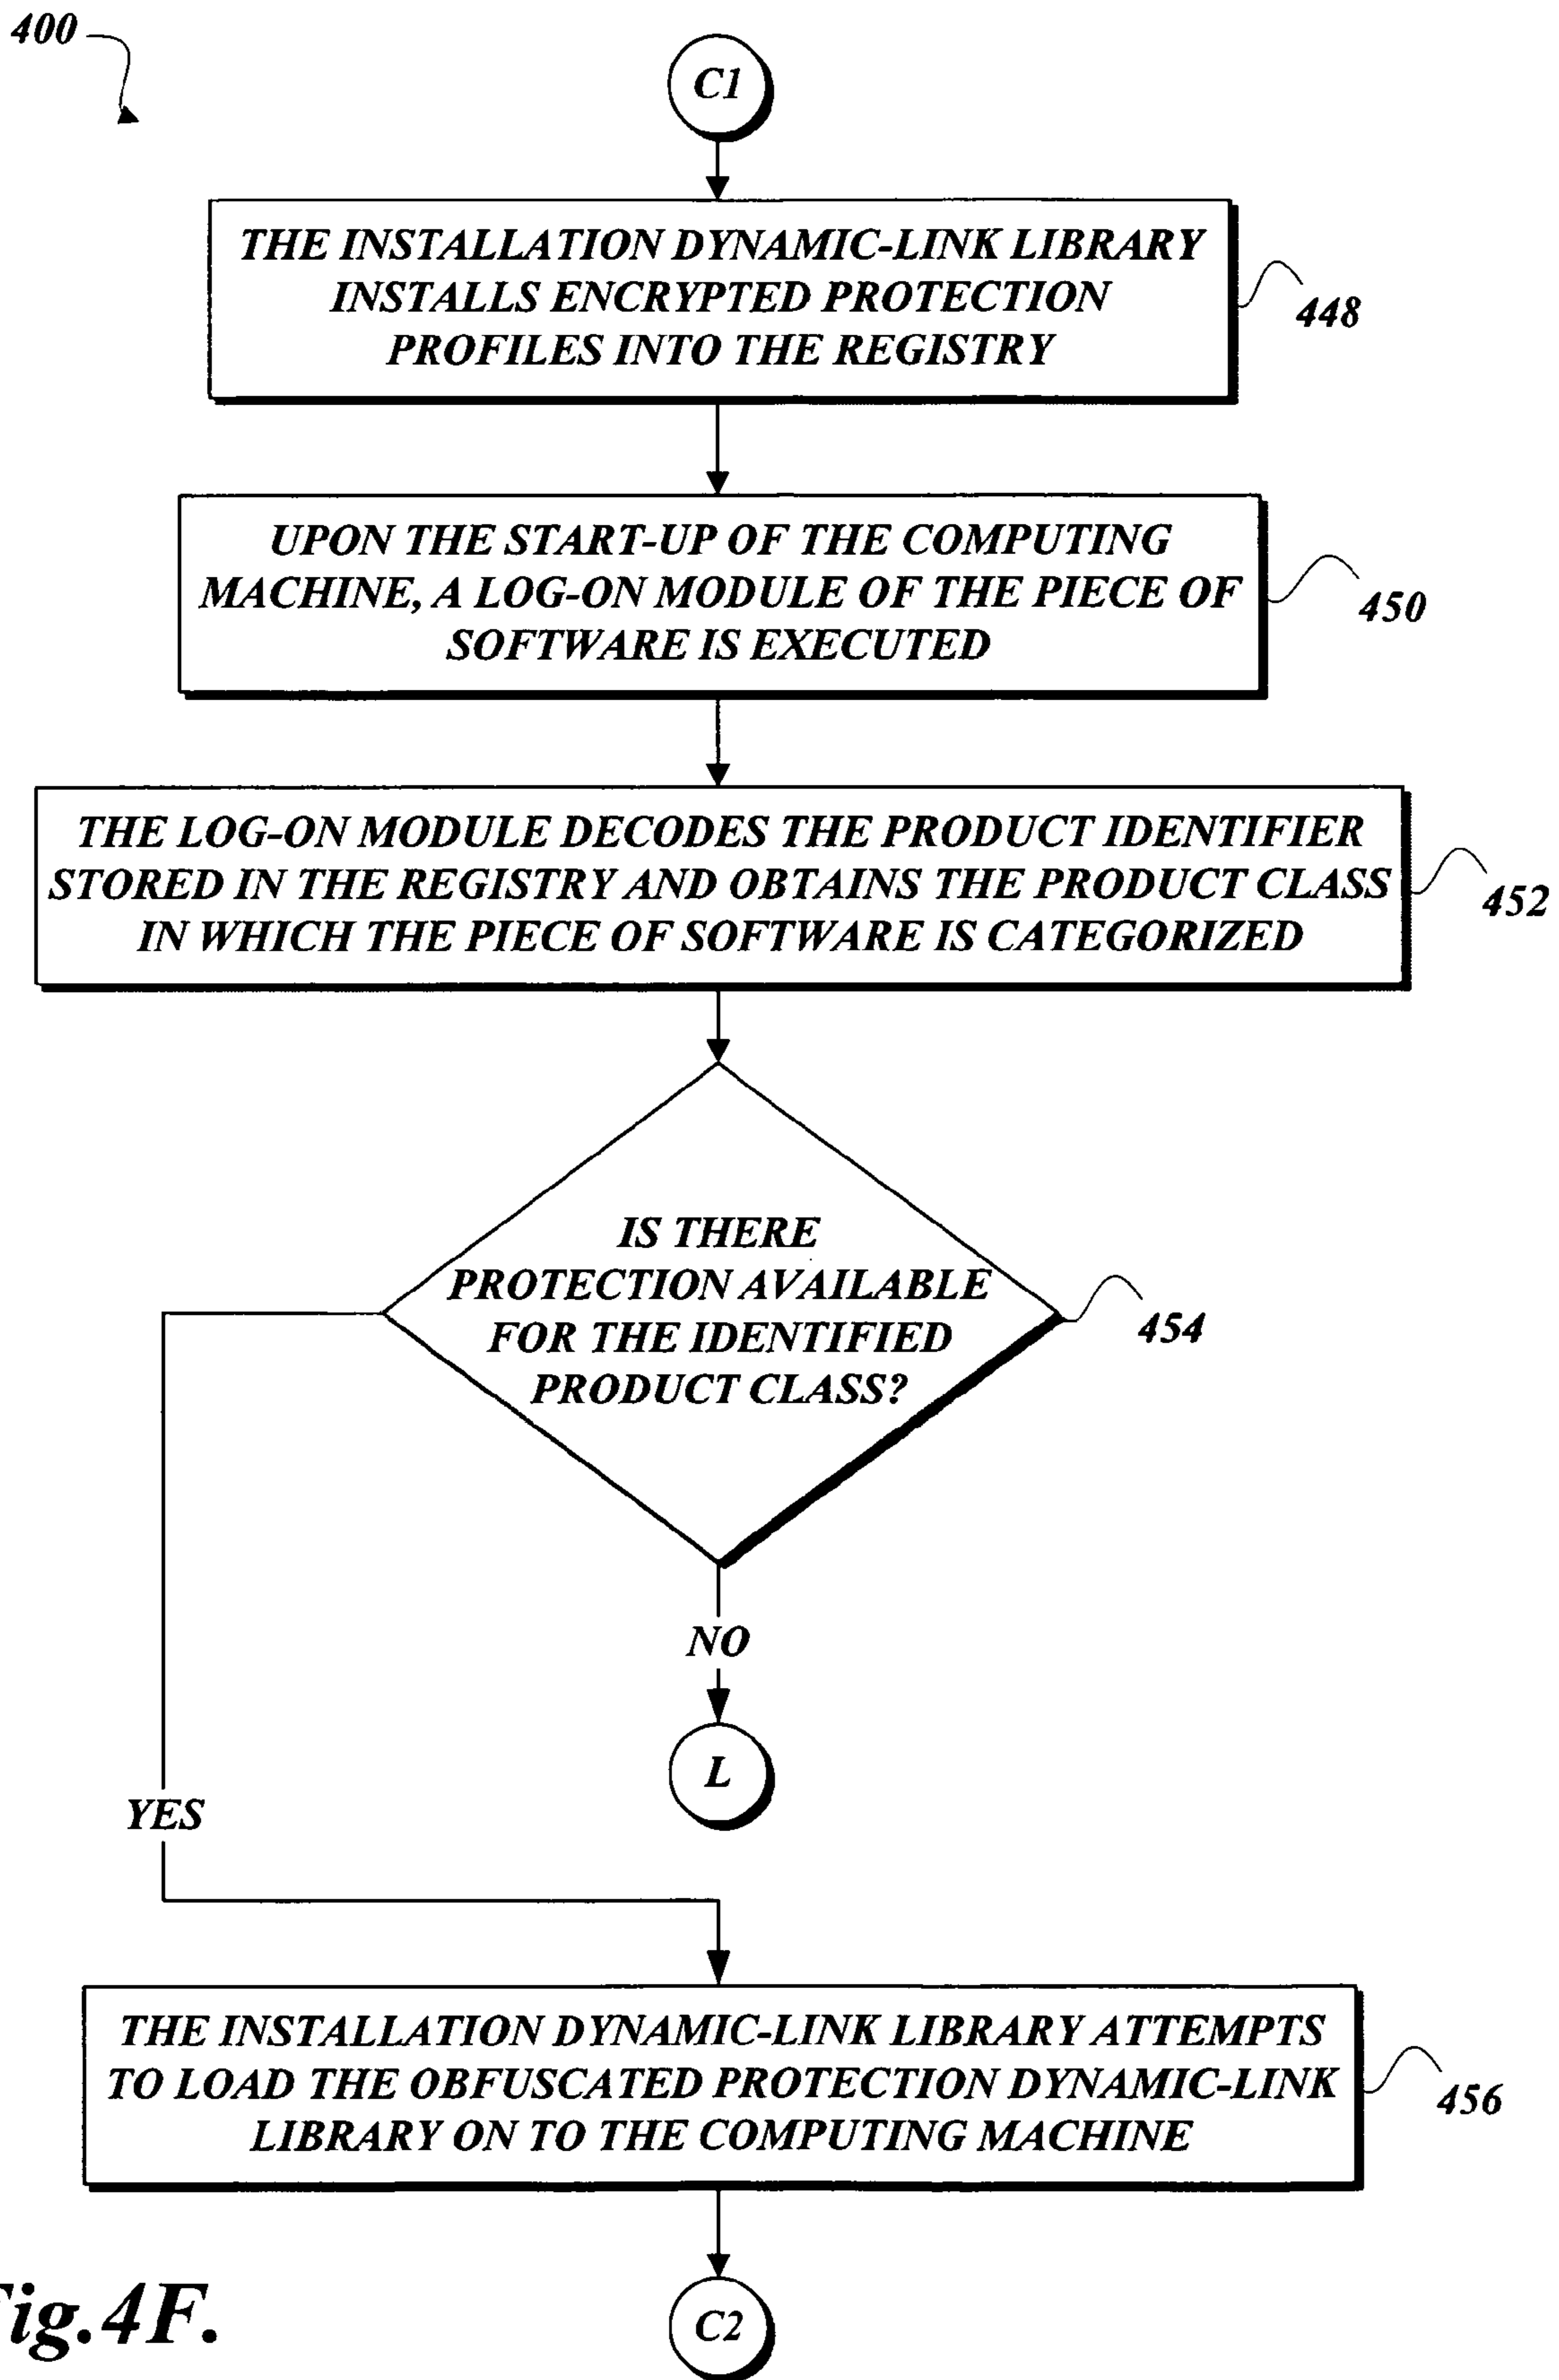 400
C1
THE INSTALLATION DYNAMIC-LINK LIBRARY
INSTALLS ENCRYPTED PROTECTION
PROFILES INTO THE REGISTRY
448
UPON THE START-UP OF THE COMPUTING
MACHINE, A LOG-ON MODULE OF THE PIECE OF
SOFTWARE IS EXECUTED
450
THE LOG-ON MODULE DECODES THE PRODUCT IDENTIFIER
STORED IN THE REGISTRY AND OBTAINS THE PRODUCT CLASS
IN WHICH THE PIECE OF SOFTWARE IS CATEGORIZED
452
IS THERE
PROTECTION AVAILABLE
FOR THE IDENTIFIED
PRODUCT CLASS?
454
NO
L
YES
THE INSTALLATION DYNAMIC-LINK LIBRARY ATTEMPTS
TO LOAD THE OBFUSCATED PROTECTION DYNAMIC-LINK
LIBRARY ON TO THE COMPUTING MACHINE
456
C2
Fig.4F.